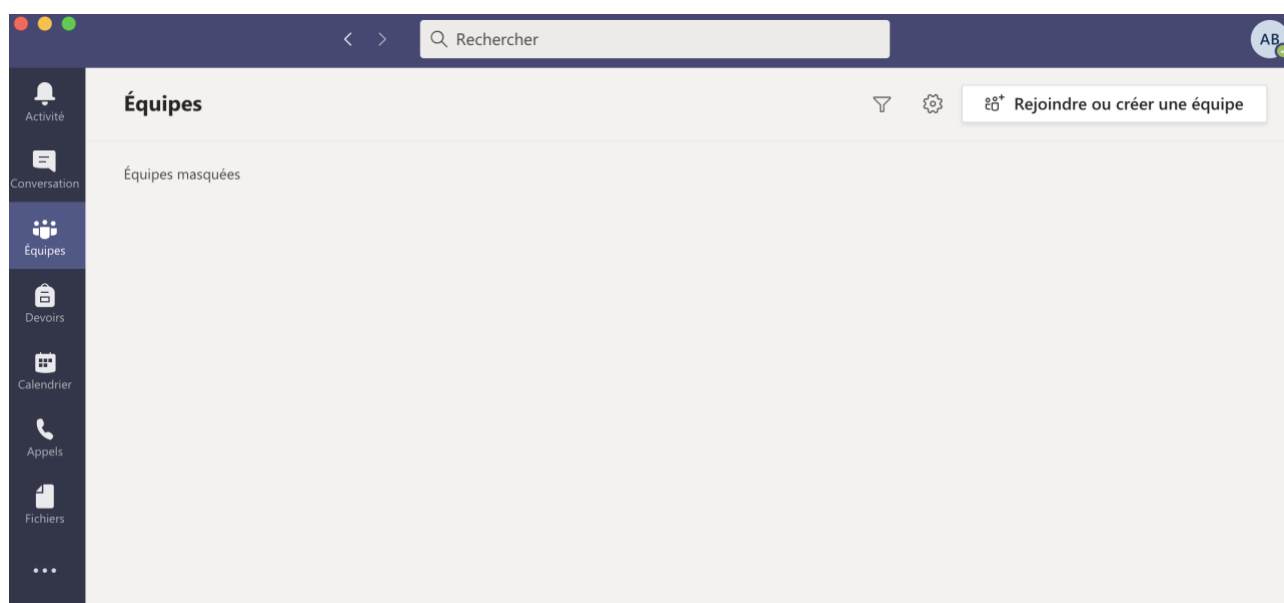 Rechercher
AB
Activité
Équipes
Rejoindre ou créer une équipe
Conversation
Équipes masquées
Équipes
Devoirs
Calendrier
Appels
Fichiers